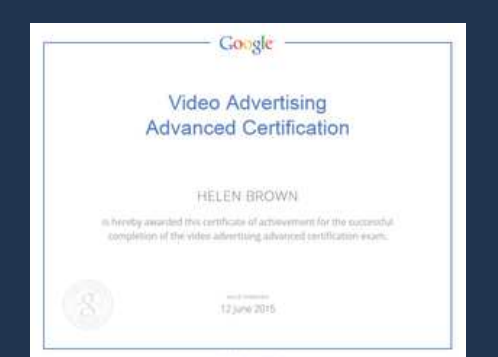 Google
Video Advertising
Advanced Certification
HELEN BROWN
is hereby awarded this certificate of achievement for the successful
completion of the video advertising advanced certification exam.
12 June 2015